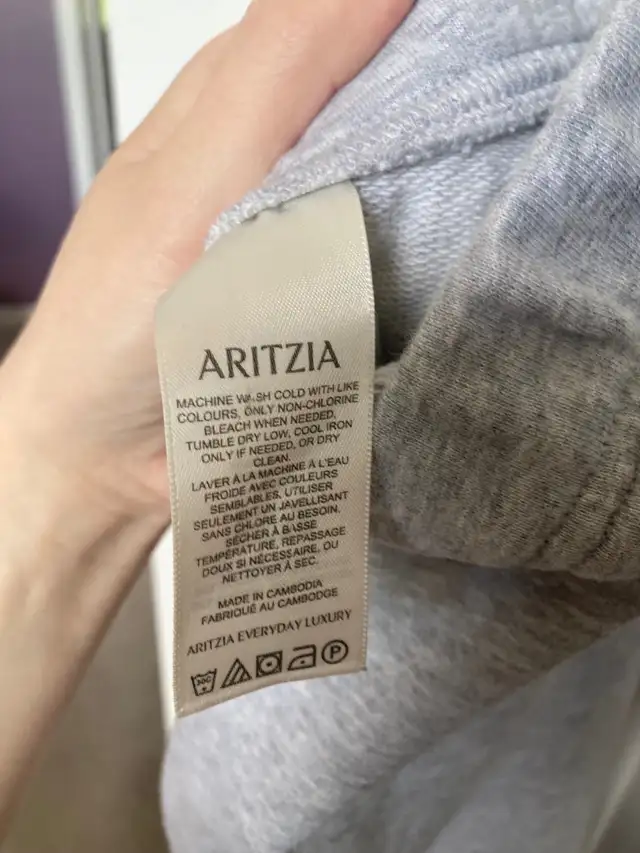 ARITZIA
MACHINE WASH COLD WITH LIKE
COLOURS, ONLY NON-CHLORINE
BLEACH WHEN NEEDED.
TUMBLE DRY LOW, COOL IRON
ONLY IF NEEDED, OR DRY
CLEAN.
LAVER À LA MACHINE À L'EAU
FROIDE AVEC COULEURS
SEMBLABLES, UTILISER
SEULEMENT UN JAVELLISANT
SANS CHLORE AU BESOIN.
SÉCHER À BASSE
TEMPÉRATURE, REPASSAGE
DOUX SI NÉCESSAIRE, OU
NETTOYER À SEC.
MADE IN CAMBODIA
FABRIQUÉ AU CAMBODGE
ARITZIA EVERYDAY LUXURY
30C P